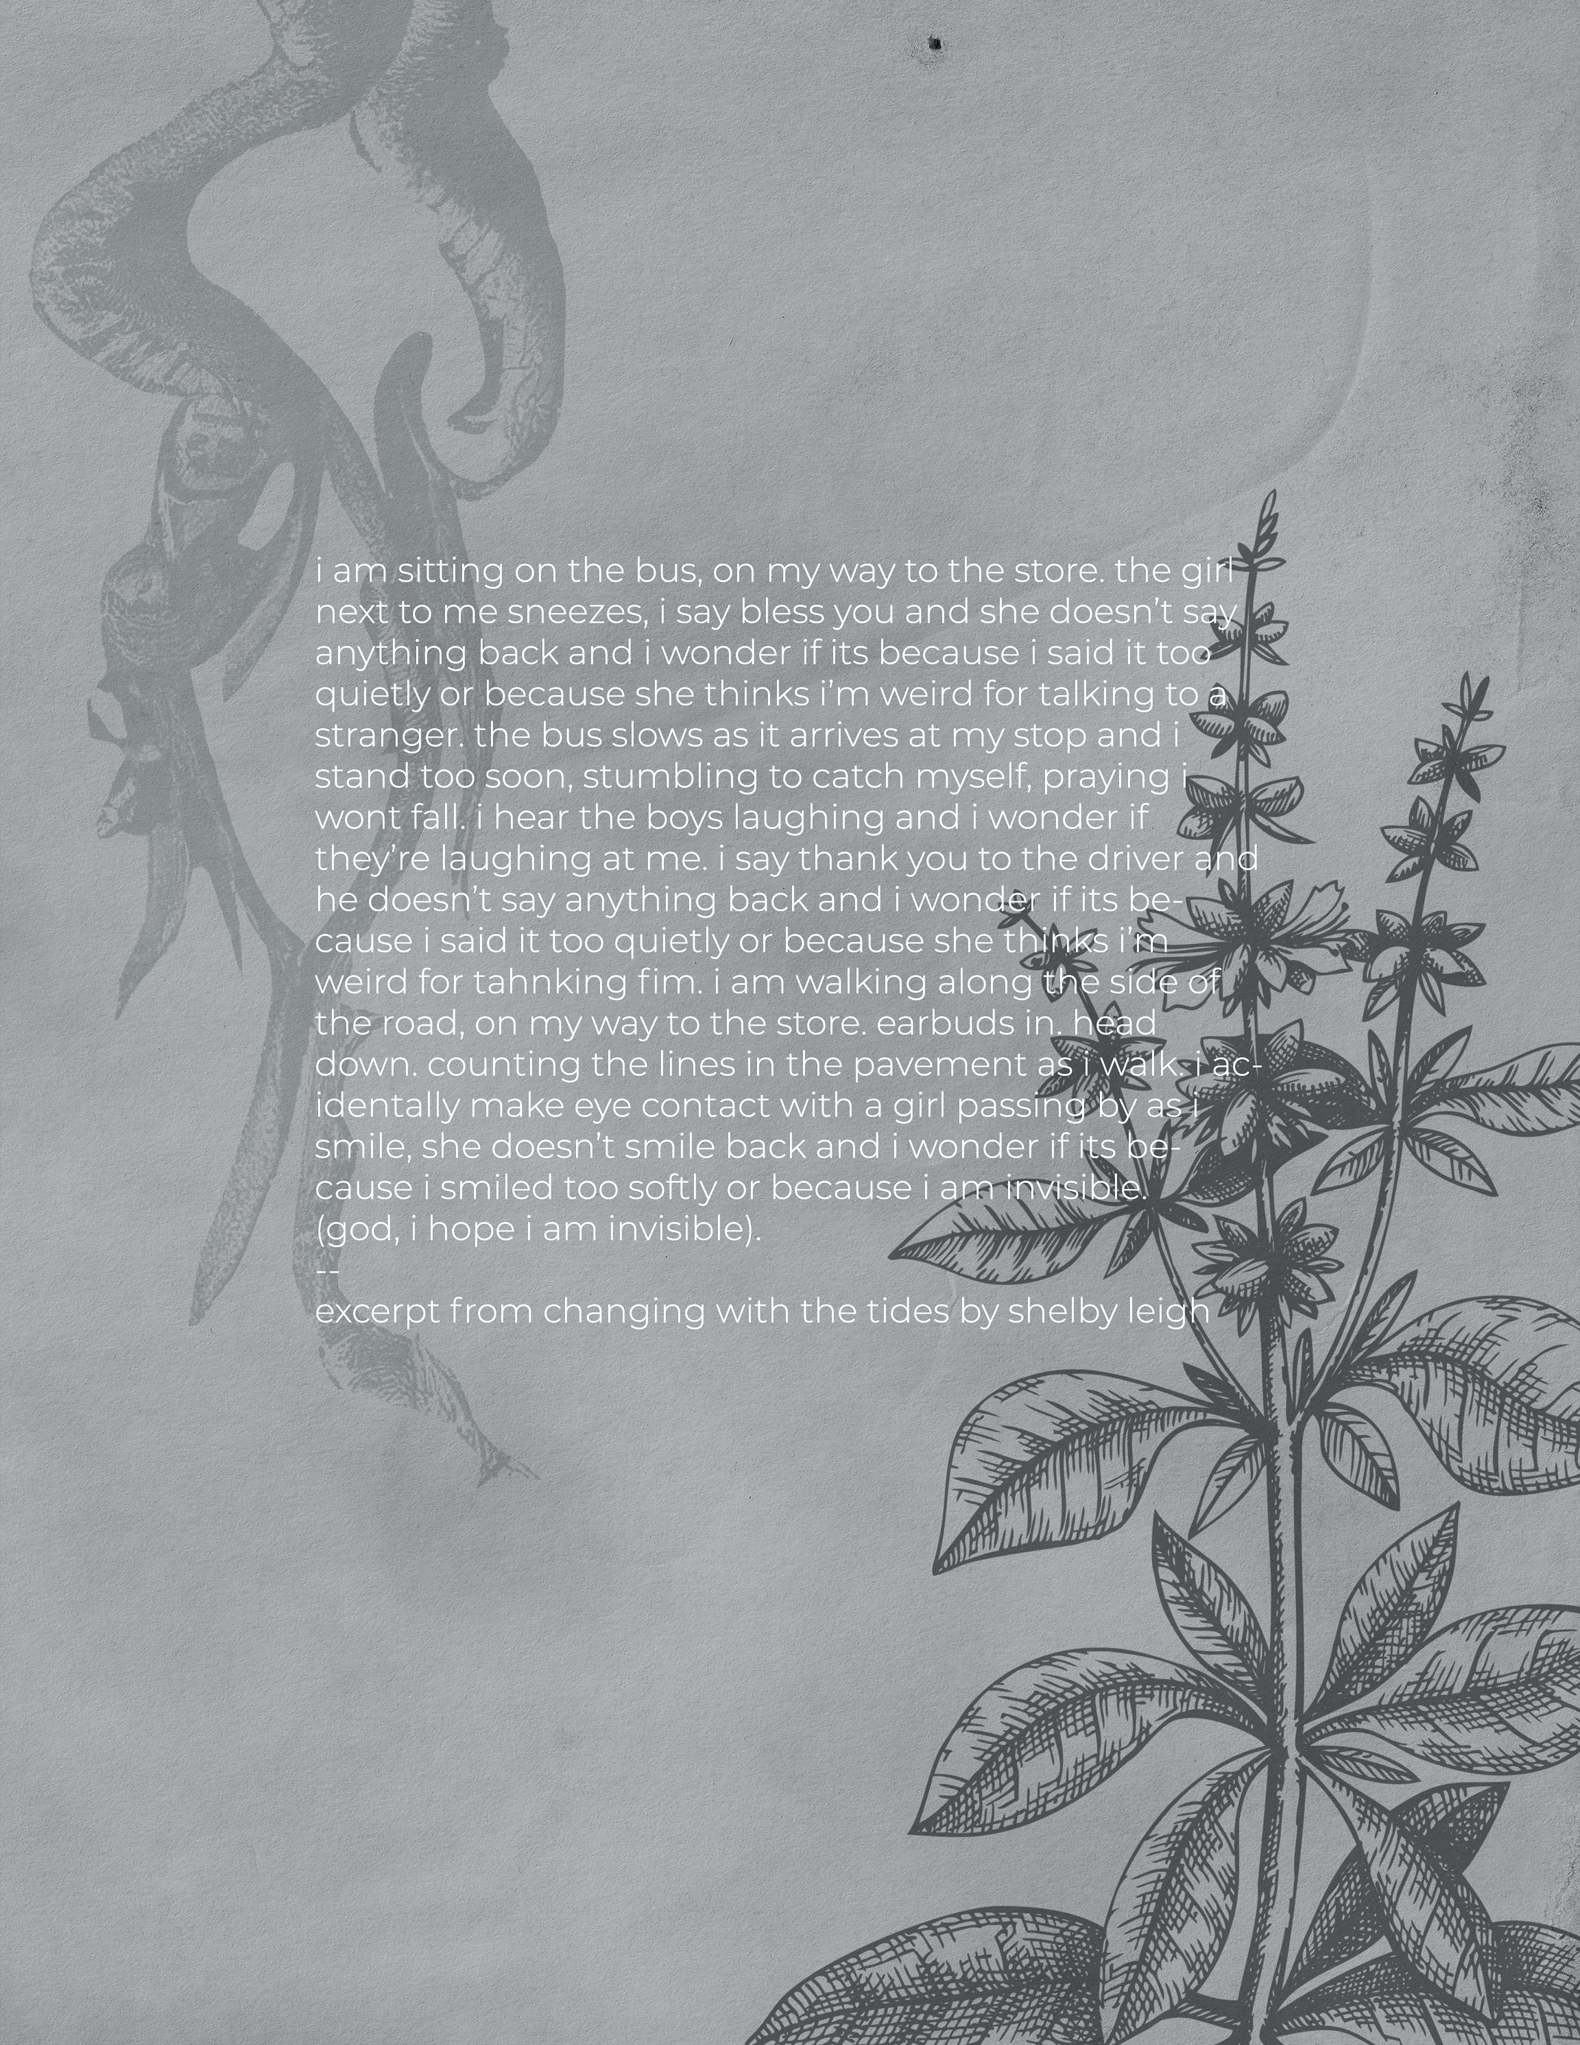 i am sitting on the bus, on my way to the store. the girl
next to me sneezes, i say bless you and she doesn’t say
anything back and i wonder if its because i said it too
quietly or because she thinks i’m weird for talking to a
stranger. the bus slows as it arrives at my stop and i
stand too soon, stumbling to catch myself, praying i
wont fall. i hear the boys laughing and i wonder if
they’re laughing at me. i say thank you to the driver and
he doesn’t say anything back and i wonder if its be-
cause i said it too quietly or because she thinks i’m
weird for tahnking fim. i am walking along the side of
the road, on my way to the store. earbuds in. head
down. counting the lines in the pavement as i walk. i ac-
identally make eye contact with a girl passing by as i
smile, she doesn’t smile back and i wonder if its be-
cause i smiled too softly or because i am invisible.
(god, i hope i am invisible).
--
excerpt from changing with the tides by shelby leigh